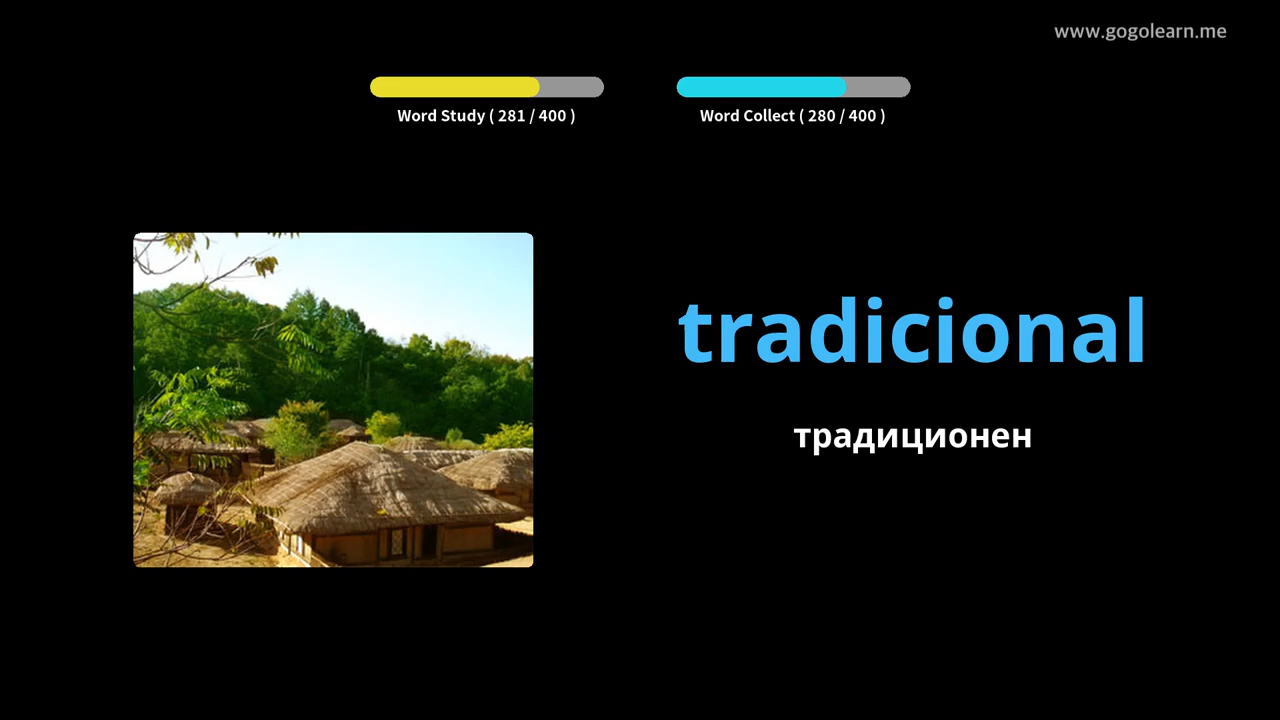 www.gogolearn.me
Word Study ( 281 / 400 )
Word Collect ( 280 / 400 )
tradicional
традиционен